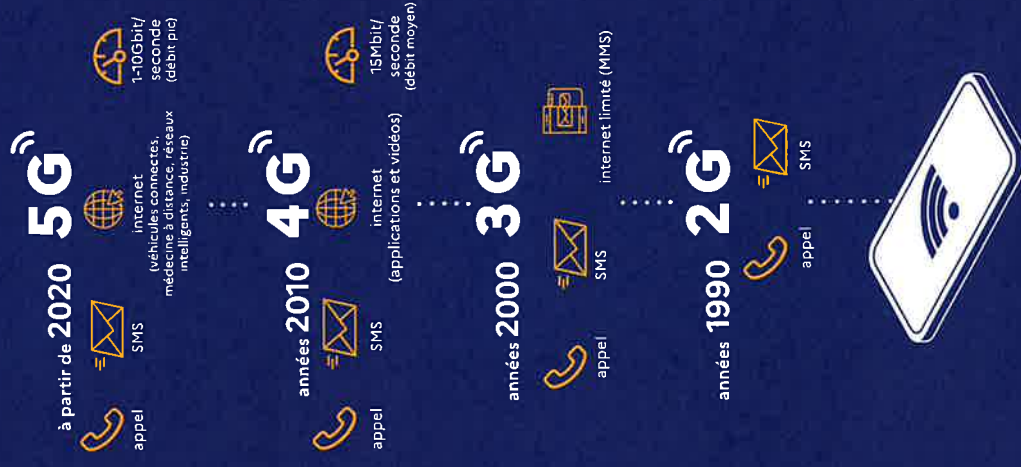 à partir de 2020 5G
appel
SMS
internet
(véhicules connectés,
médecine à distance, réseaux
intelligents, industrie)
1-10Gbit/
seconde
(débit pic)
années 2010 4G
appel
SMS
internet
(applications et vidéos)
15Mbit/
seconde
(débit moyen)
années 2000 3G
appel
SMS
internet limité (MMS)
années 1990 2G
appel
SMS